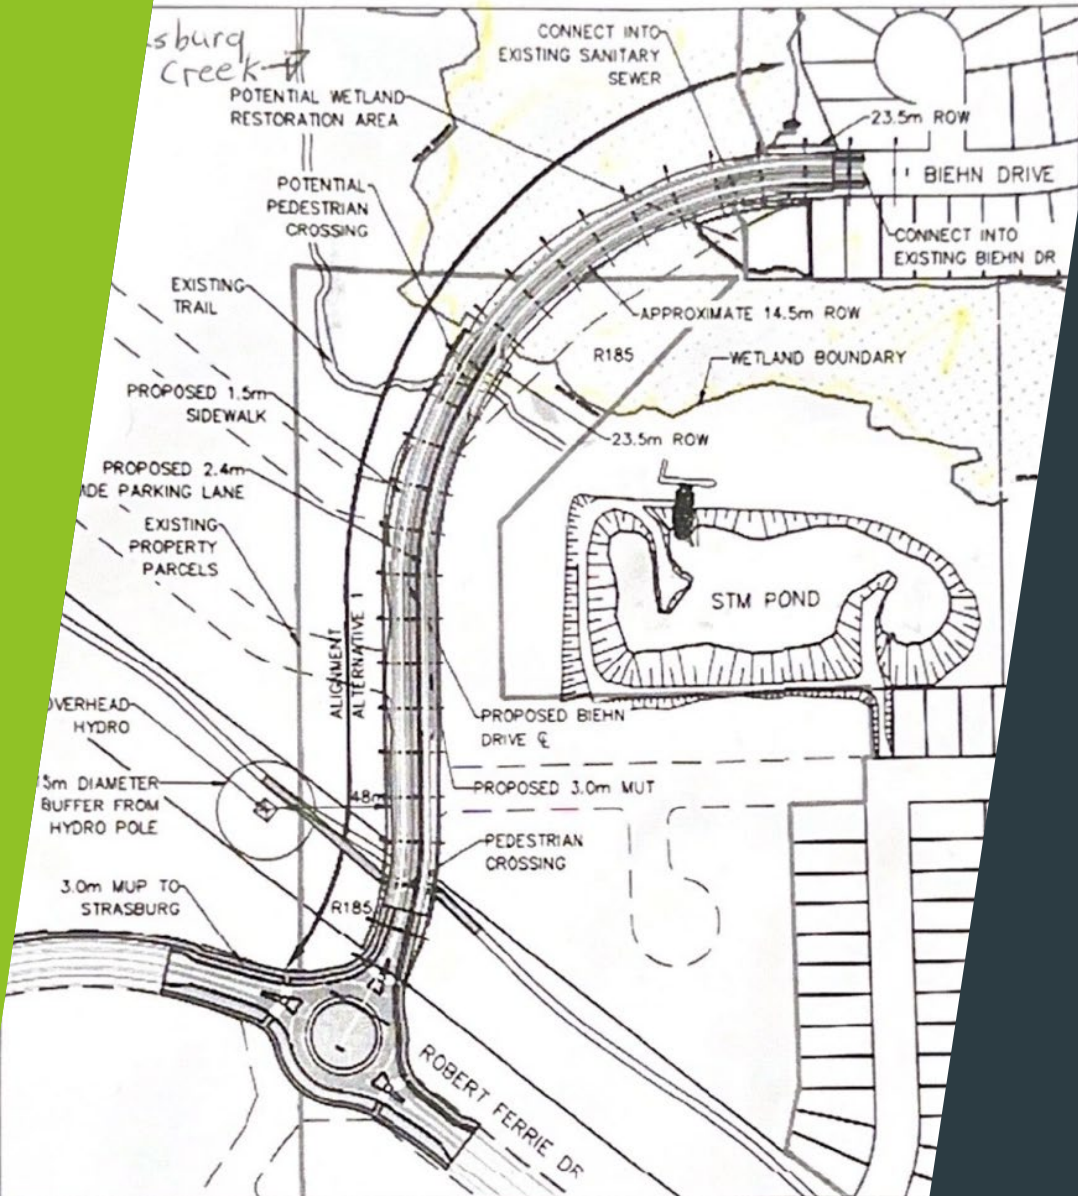 sburg
Creek
CONNECT INTO
EXISTING SANITARY
SEWER
POTENTIAL WETLAND
RESTORATION AREA
23.5m ROW
BIEHN DRIVE
POTENTIAL
PEDESTRIAN
CROSSING
CONNECT INTO
EXISTING BIEHN DR
EXISTING
TRAIL
APPROXIMATE 14.5m ROW
R185
WETLAND BOUNDARY
PROPOSED 1.5m
SIDEWALK
23.5m ROW
PROPOSED 2.4m
IDE PARKING LANE
EXISTING
PROPERTY
PARCELS
STM POND
ALIGNMENT
ALTERNATIVE 1
OVERHEAD
HYDRO
PROPOSED BIEHN
DRIVE ℄
15m DIAMETER
BUFFER FROM
HYDRO POLE
48m
PROPOSED 3.0m MUT
PEDESTRIAN
CROSSING
3.0m MUP TO
STRASBURG
R185
ROBERT FERRIE DR